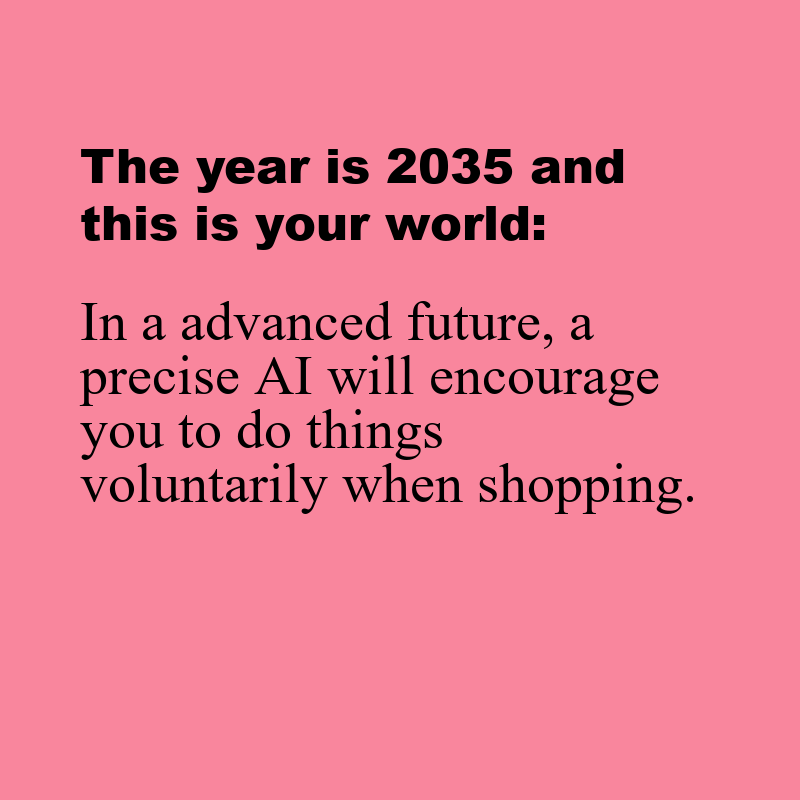 The year is 2035 and
this is your world:
In a advanced future, a
precise AI will encourage
you to do things
voluntarily when shopping.